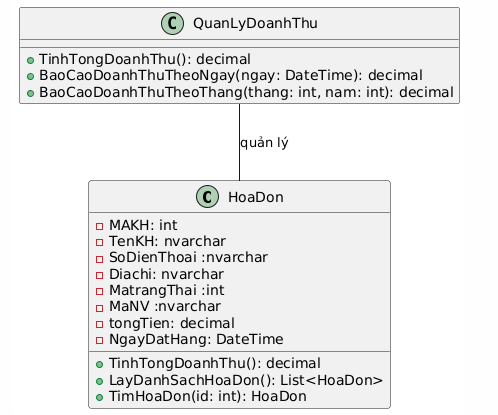 C QuanLyDoanhThu
TinhTongDoanhThu(): decimal
BaoCaoDoanhThuTheoNgay(ngay: DateTime): decimal
BaoCaoDoanhThuTheoThang(thang: int, nam: int): decimal
quản lý
C HoaDon
MAKH: int
TenKH: nvarchar
SoDienThoai :nvarchar
Diachi: nvarchar
MatrangThai :int
MaNV :nvarchar
tongTien: decimal
NgayDatHang: DateTime
TinhTongDoanhThu(): decimal
LayDanhSachHoaDon(): List<HoaDon>
TimHoaDon(id: int): HoaDon